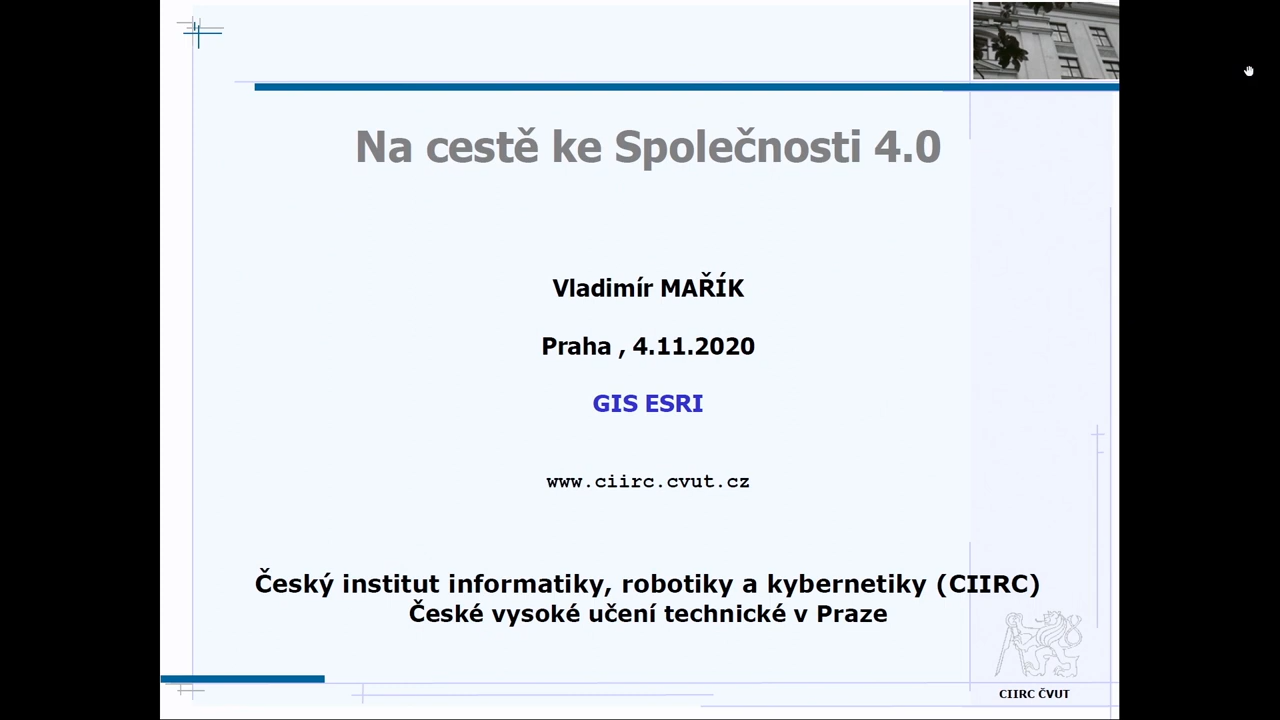 Na cestě ke Společnosti 4.0
Vladimír MAŘÍK
Praha , 4.11.2020
GIS ESRI
www.ciirc.cvut.cz
Český institut informatiky, robotiky a kybernetiky (CIIRC)
České vysoké učení technické v Praze
CIIRC ČVUT